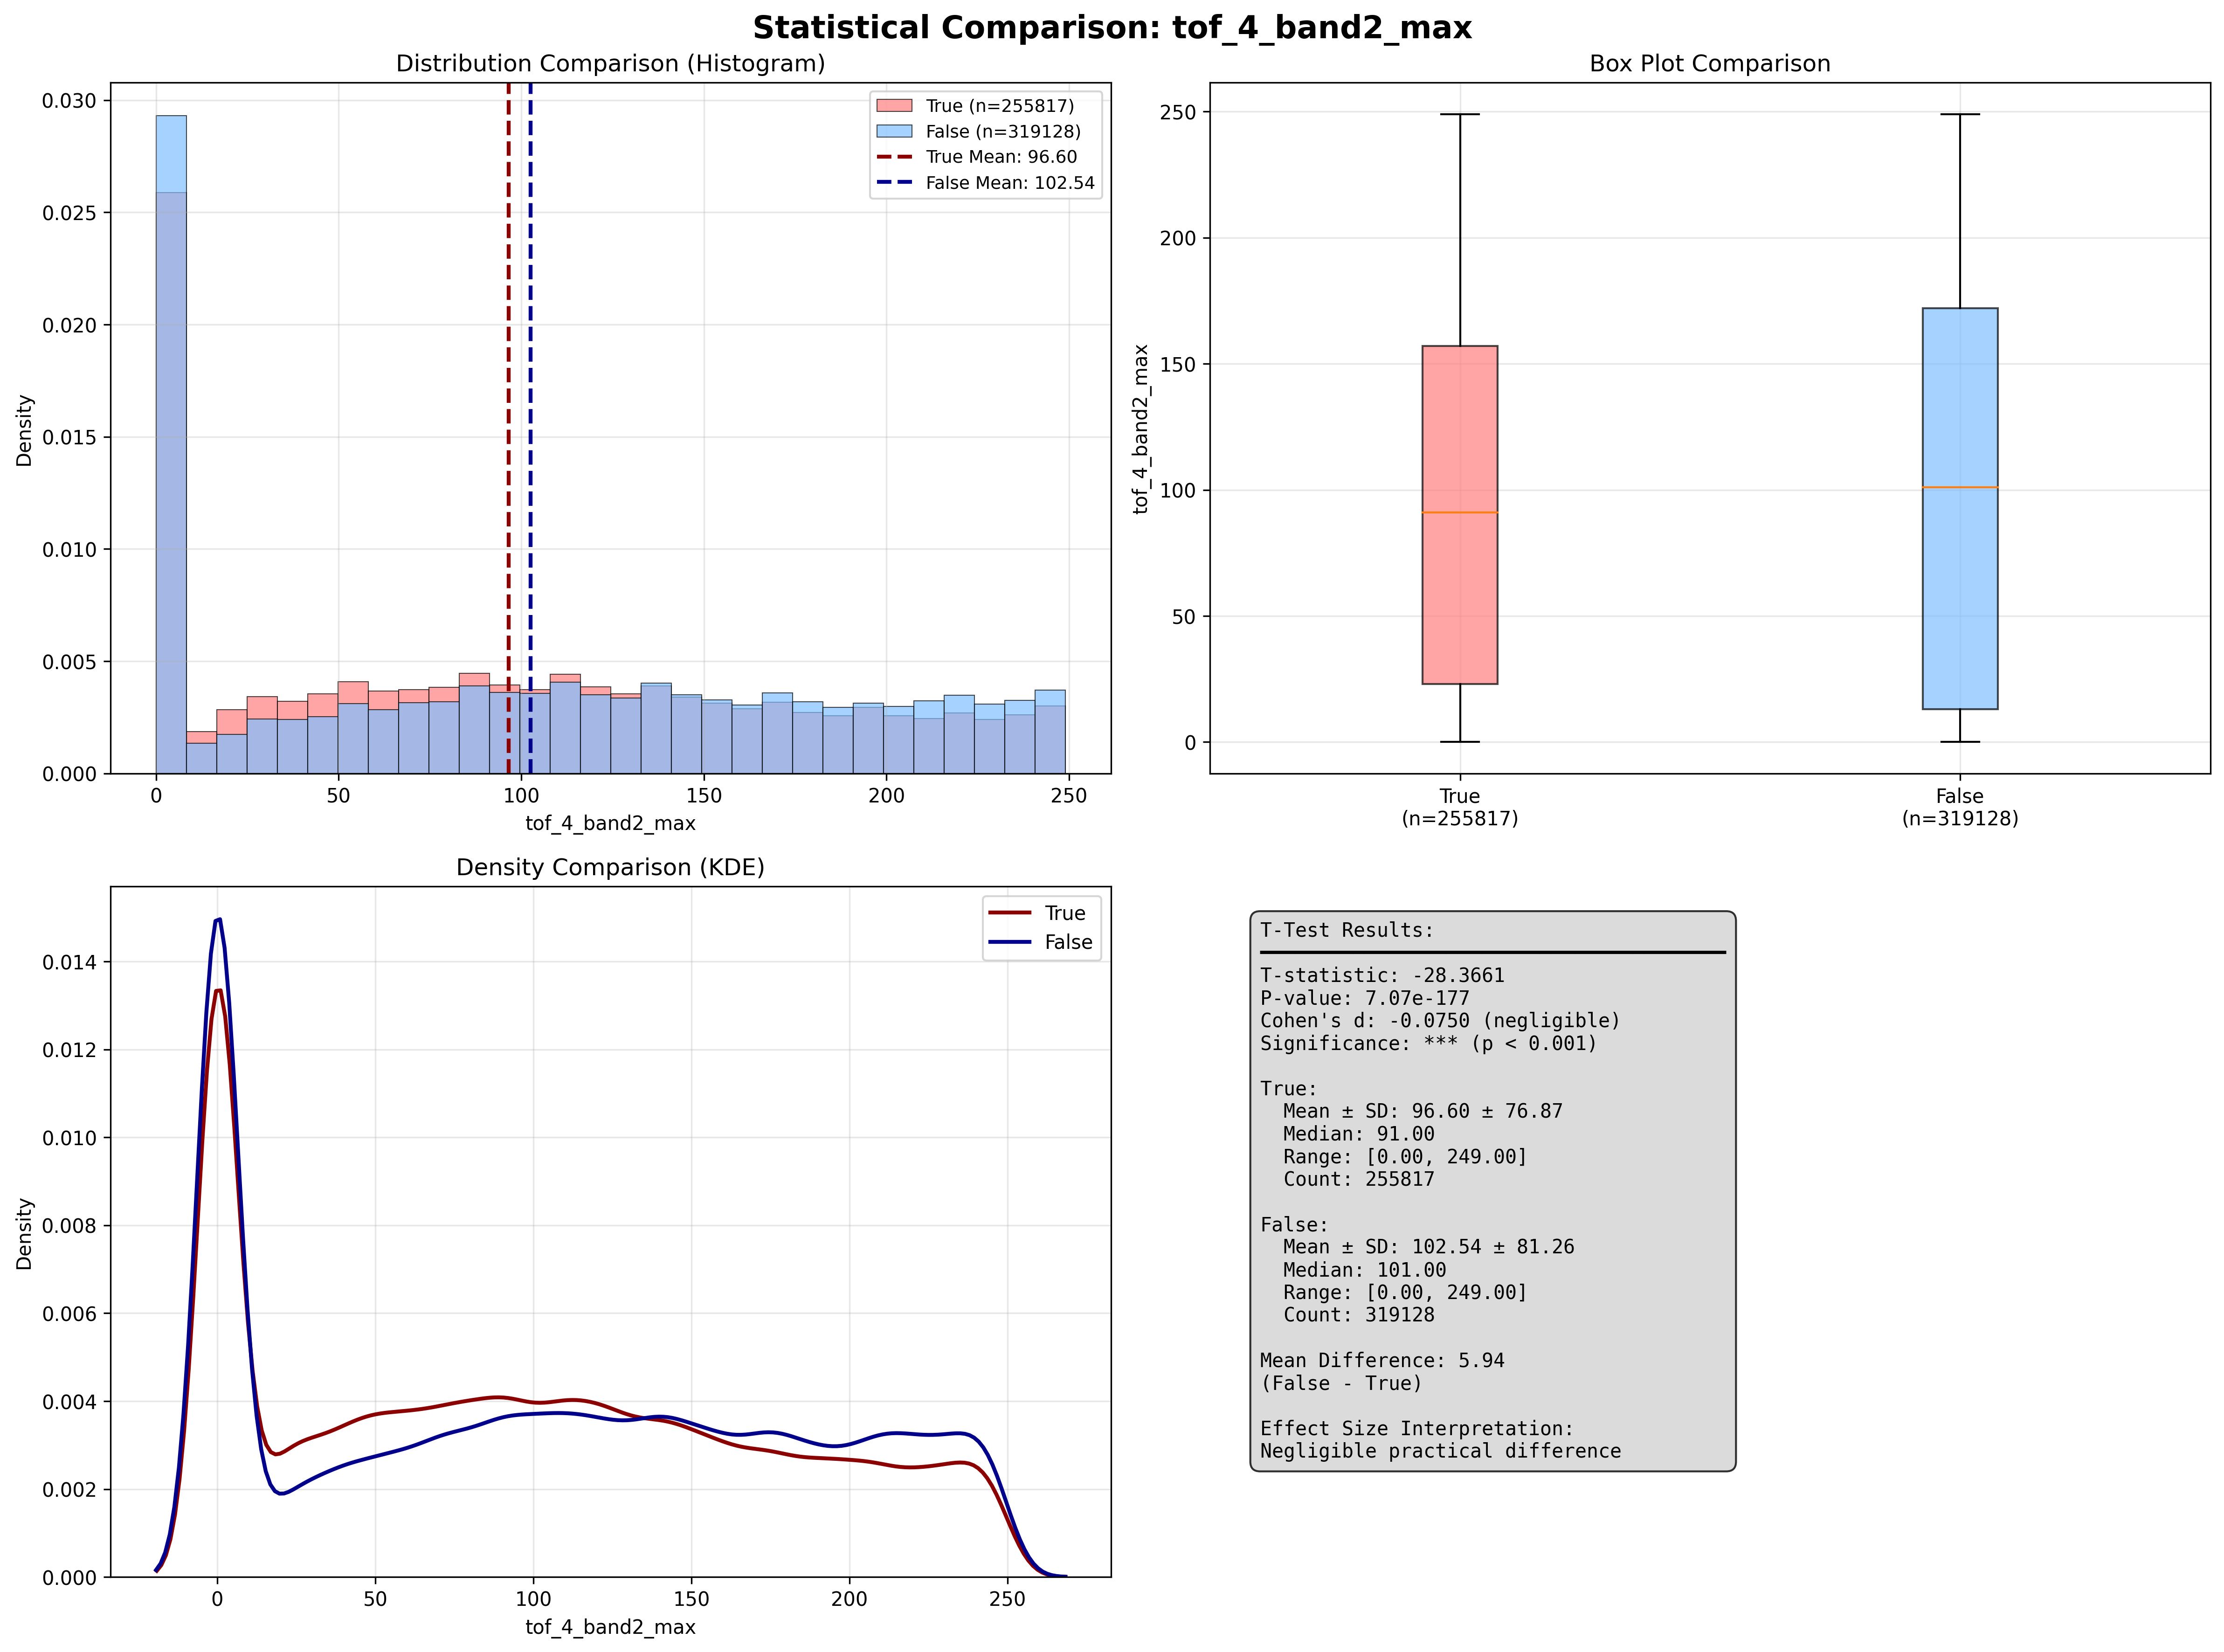 Statistical Comparison: tof_4_band2_max
Distribution Comparison (Histogram)
Density
0.030
0.025
0.020
0.015
0.010
0.005
0.000
0 50 100 150 200 250
tof_4_band2_max
True (n=255817)
False (n=319128)
True Mean: 96.60
False Mean: 102.54
Box Plot Comparison
tof_4_band2_max
250
200
150
100
50
0
True
(n=255817)
False
(n=319128)
Density Comparison (KDE)
Density
0.014
0.012
0.010
0.008
0.006
0.004
0.002
0.000
0 50 100 150 200 250
tof_4_band2_max
True
False
T-Test Results:
T-statistic: -28.3661
P-value: 7.07e-177
Cohen's d: -0.0750 (negligible)
Significance: *** (p < 0.001)
True:
Mean ± SD: 96.60 ± 76.87
Median: 91.00
Range: [0.00, 249.00]
Count: 255817
False:
Mean ± SD: 102.54 ± 81.26
Median: 101.00
Range: [0.00, 249.00]
Count: 319128
Mean Difference: 5.94
(False - True)
Effect Size Interpretation:
Negligible practical difference